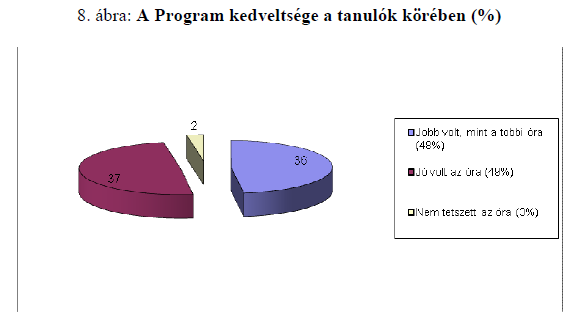 8. ábra: A Program kedveltsége a tanulók körében (%)
2
36
37
Jobb volt, mint a többi óra
(48%)
Jó volt az óra (48%)
Nem tetszett az óra (3%)